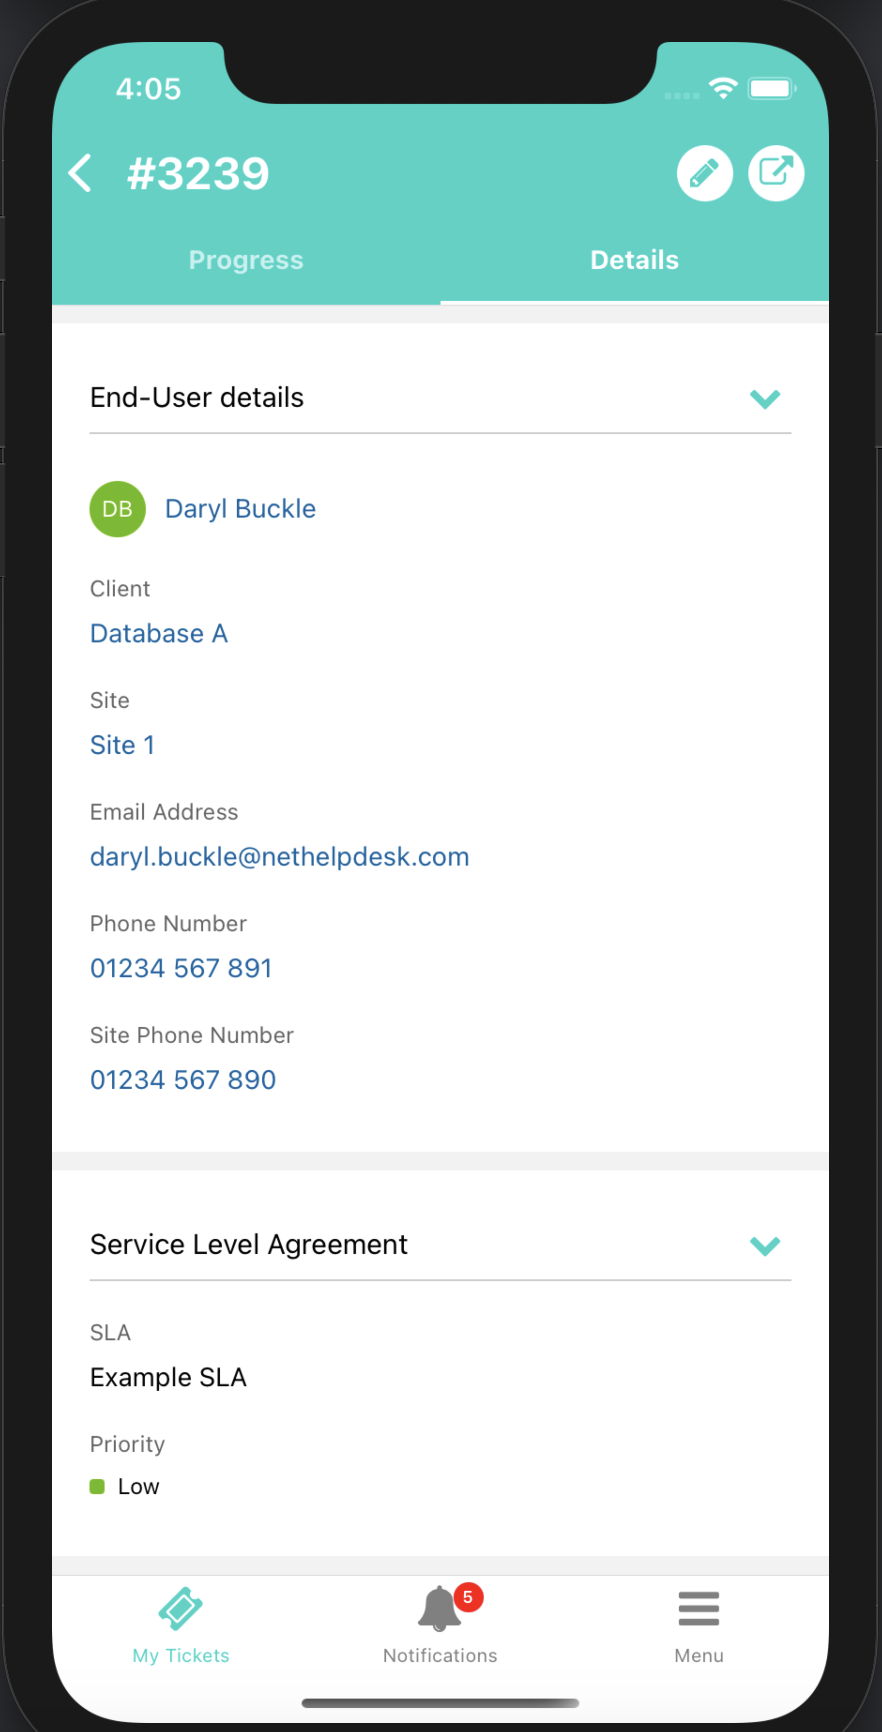 4:05
#3239
Progress
Details
End-User details
DB
Daryl Buckle
Client
Database A
Site
Site 1
Email Address
daryl.buckle@nethelpdesk.com
Phone Number
01234 567 891
Site Phone Number
01234 567 890
Service Level Agreement
SLA
Example SLA
Priority
Low
5
My Tickets
Notifications
Menu